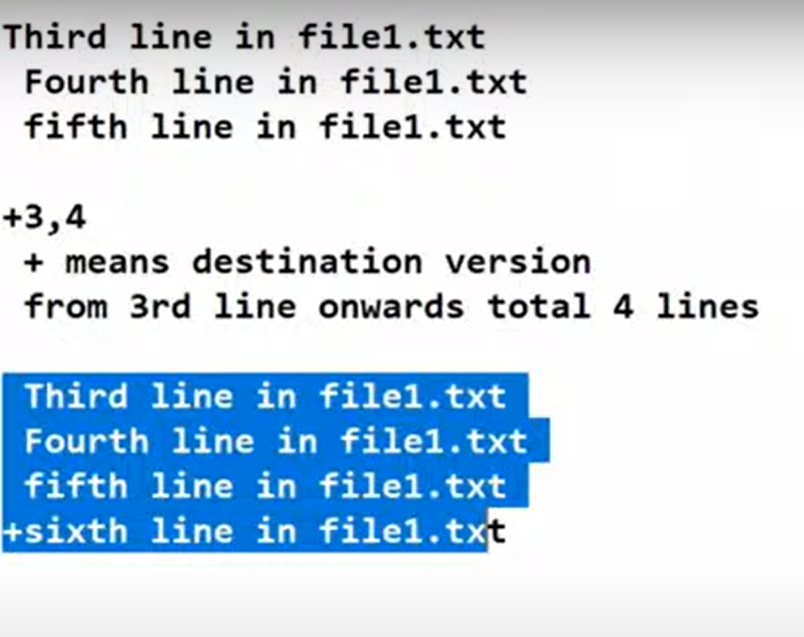 Third line in file1.txt
Fourth line in file1.txt
fifth line in file1.txt
+3,4
+ means destination version
from 3rd line onwards total 4 lines
Third line in file1.txt
Fourth line in file1.txt
fifth line in file1.txt
+sixth line in file1.txt